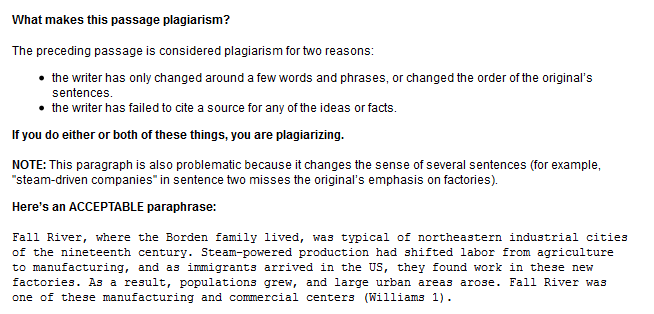 What makes this passage plagiarism?
The preceding passage is considered plagiarism for two reasons:
• the writer has only changed around a few words and phrases, or changed the order of the original's
sentences.
• the writer has failed to cite a source for any of the ideas or facts.
If you do either or both of these things, you are plagiarizing.
NOTE: This paragraph is also problematic because it changes the sense of several sentences (for example,
"steam-driven companies" in sentence two misses the original's emphasis on factories).
Here's an ACCEPTABLE paraphrase:
Fall River, where the Borden family lived, was typical of northeastern industrial cities
of the nineteenth century. Steam-powered production had shifted labor from agriculture
to manufacturing, and as immigrants arrived in the US, they found work in these new
factories. As a result, populations grew, and large urban areas arose. Fall River was
one of these manufacturing and commercial centers (Williams 1).